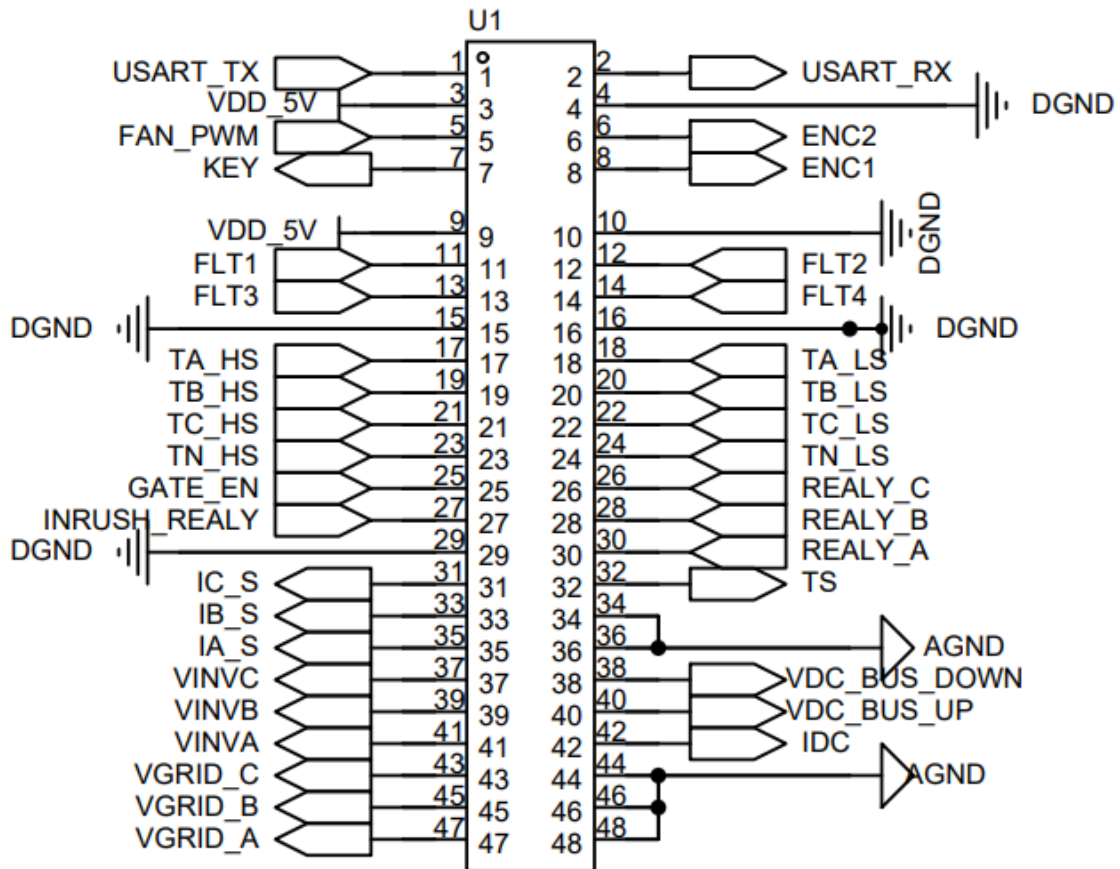 U1
USART_TX 1 1 2 2 USART_RX
VDD_5V 3 3 4 4 DGND
FAN_PWM 5 5 6 6 ENC2
KEY 7 7 8 8 ENC1
VDD_5V 9 9 10 10 DGND
FLT1 11 11 12 12 FLT2
FLT3 13 13 14 14 FLT4
DGND 15 15 16 16 DGND
TA_HS 17 17 18 18 TA_LS
TB_HS 19 19 20 20 TB_LS
TC_HS 21 21 22 22 TC_LS
TN_HS 23 23 24 24 TN_LS
GATE_EN 25 25 26 26 REALY_C
INRUSH_REALY 27 27 28 28 REALY_B
DGND 29 29 30 30 REALY_A
IC_S 31 31 32 32 TS
IB_S 33 33 34 34
IA_S 35 35 36 36 AGND
VINVC 37 37 38 38 VDC_BUS_DOWN
VINVB 39 39 40 40 VDC_BUS_UP
VINVA 41 41 42 42 IDC
VGRID_C 43 43 44 44 AGND
VGRID_B 45 45 46 46
VGRID_A 47 47 48 48